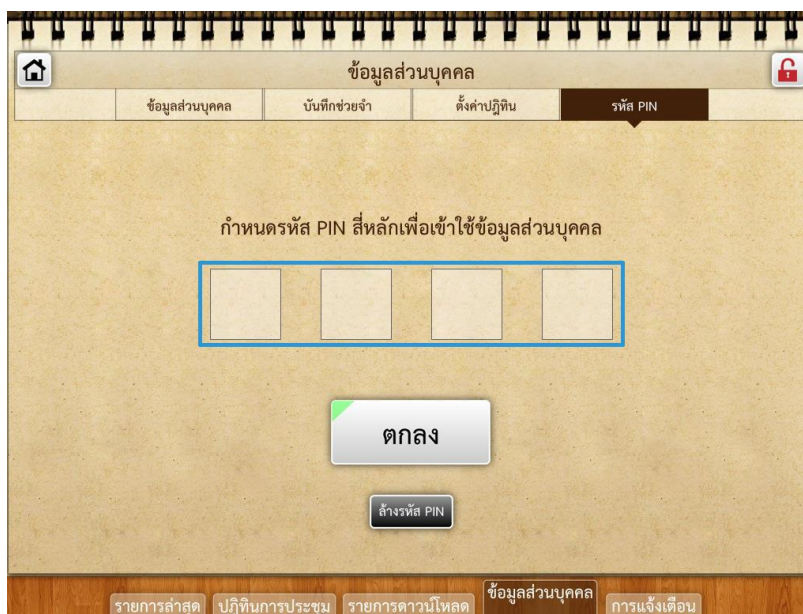 ข้อมูลส่วนบุคคล
ข้อมูลส่วนบุคคล บันทึกช่วยจำ ตั้งค่าปฏิทิน รหัส PIN
กำหนดรหัส PIN สี่หลักเพื่อเข้าใช้ข้อมูลส่วนบุคคล
ตกลง
ล้างรหัส PIN
รายการล่าสุด ปฏิทินการประชุม รายการดาวน์โหลด ข้อมูลส่วนบุคคล การแจ้งเตือน